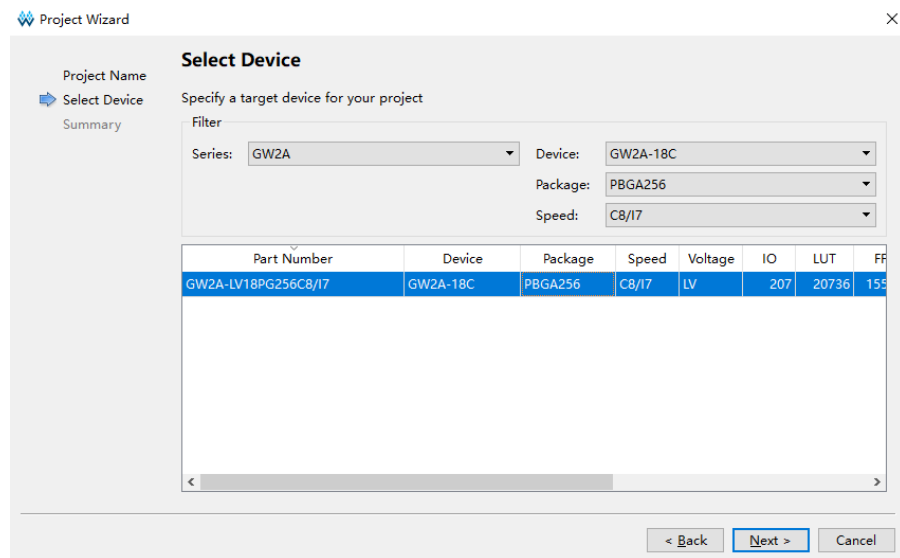 Project Wizard
Project Name
Select Device
Summary
Select Device
Specify a target device for your project
Filter
Series: GW2A Device: GW2A-18C
Package: PBGA256
Speed: C8/I7
Part Number Device Package Speed Voltage IO LUT FF
GW2A-LV18PG256C8/I7 GW2A-18C PBGA256 C8/I7 LV 207 20736 155
< Back Next > Cancel